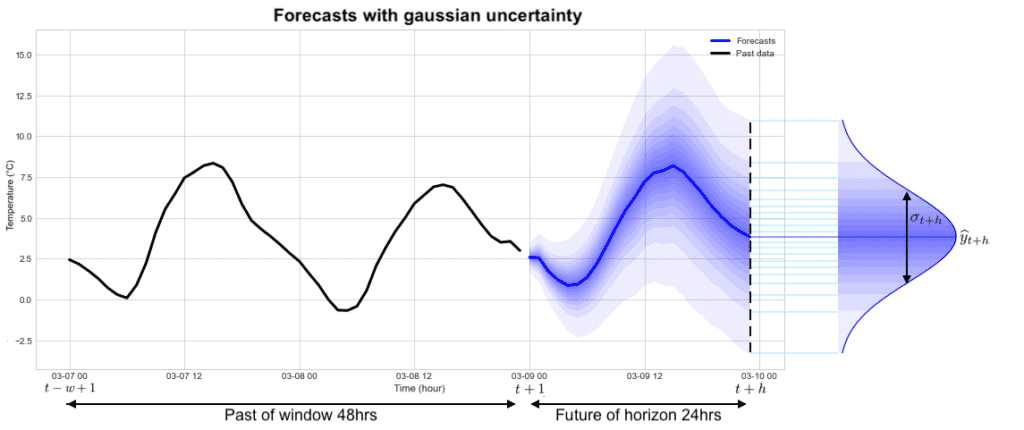 Forecasts with gaussian uncertainty
Forecasts
Past data
15.0
12.5
10.0
7.5
5.0
2.5
0.0
−2.5
Temperature (°C)
σ_{t+h}
ŷ_{t+h}
03-07 00
03-07 12
03-08 00
03-08 12
03-09 00
03-09 12
03-10 00
t − w + 1
Time (hour)
t + 1
t + h
Past of window 48hrs
Future of horizon 24hrs